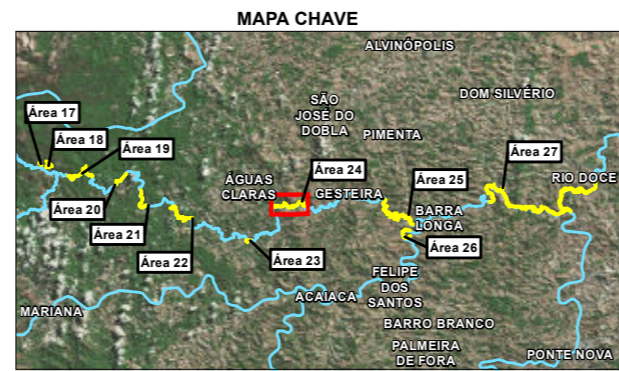 MAPA CHAVE
ALVINÓPOLIS
DOM SILVÉRIO
SÃO
JOSÉ DO
DOBLA
PIMENTA
Área 17
Área 18
Área 19
Área 24
Área 27
ÁGUAS
CLARAS
GESTEIRA
Área 25
RIO DOCE
Área 20
BARRA
LONGA
Área 21
Área 22
Área 23
Área 26
FELIPE
DOS
SANTOS
ACAIACA
MARIANA
BARRO BRANCO
PALMEIRA
DE FORA
PONTE NOVA